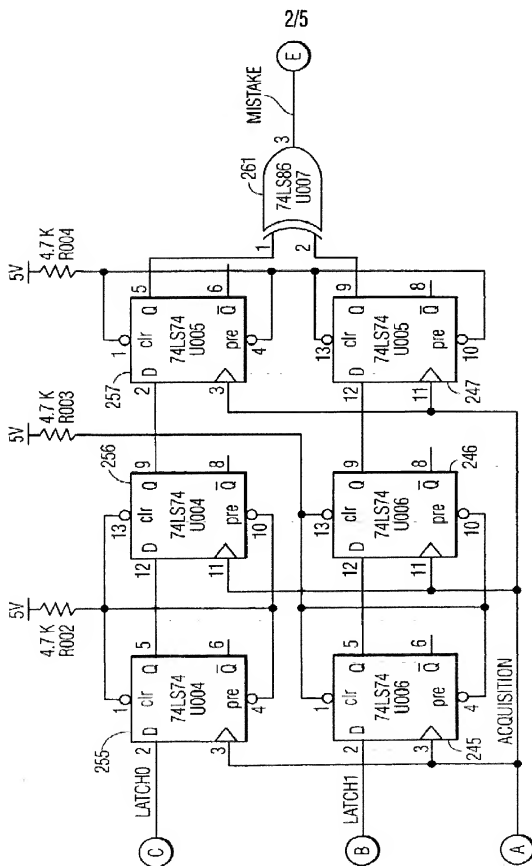 2/5
5V
4.7 K
R002
5V
4.7 K
R003
5V
4.7 K
R004
C
LATCH0
255
2
D
1
clr
74LS74
U004
pre
4
3
Q
5
Q
6
256
12
D
13
clr
74LS74
U004
pre
10
11
Q
9
Q
8
257
2
D
1
clr
74LS74
U005
pre
4
3
Q
5
Q
6
1
2
261
74LS86
U007
3
MISTAKE
E
B
LATCH1
2
D
1
clr
74LS74
U006
pre
4
3
Q
5
Q
6
245
12
D
13
clr
74LS74
U006
pre
10
11
Q
9
Q
8
246
12
D
13
clr
74LS74
U005
pre
10
11
Q
9
Q
8
247
A
ACQUISITION